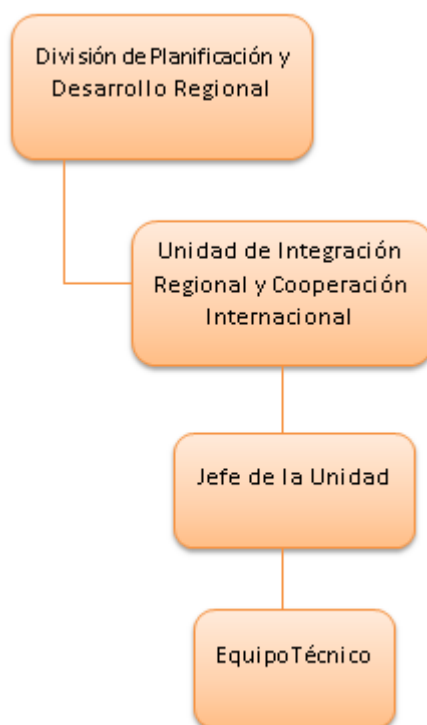 División de Planificación y
Desarrollo Regional
Unidad de Integración
Regional y Cooperación
Internacional
Jefe de la Unidad
Equipo Técnico